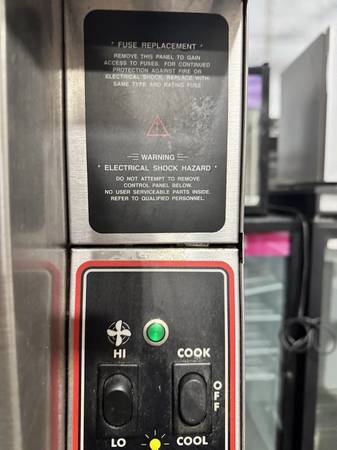 * FUSE REPLACEMENT *
REMOVE THIS PANEL TO GAIN
ACCESS TO FUSES. FOR CONTINUED
PROTECTION AGAINST FIRE OR
ELECTRICAL SHOCK, REPLACE WITH
SAME TYPE AND RATING FUSE
WARNING
* ELECTRICAL SHOCK HAZARD *
DO NOT ATTEMPT TO REMOVE
CONTROL PANEL BELOW.
NO USER SERVICEABLE PARTS INSIDE.
REFER TO QUALIFIED PERSONNEL.
HI
COOK
OFF
LO
COOL